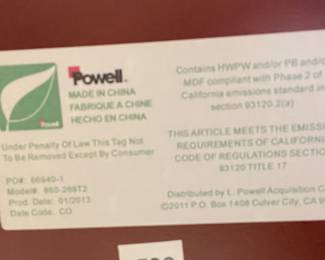 Powell.
MADE IN CHINA
FABRIQUE A CHINE
HECHO EN CHINA
Powell
Under Penalty Of Law This Tag Not
To Be Removed Except By Consumer
PO#: 66940-1
Model#: 860-269T2
Prod. Date: 01/2013
Date Code: CO
Contains HWPW and/or PB and/o
MDF compliant with Phase 2 of
California emissions standard in
section 93120.2(a)
THIS ARTICLE MEETS THE EMISS
REQUIREMENTS OF CALIFORNI
CODE OF REGULATIONS SECTION
93120 TITLE 17
Distributed by L. Powell Acquisition C
©2011 P.O. Box 1408 Culver City, CA 9